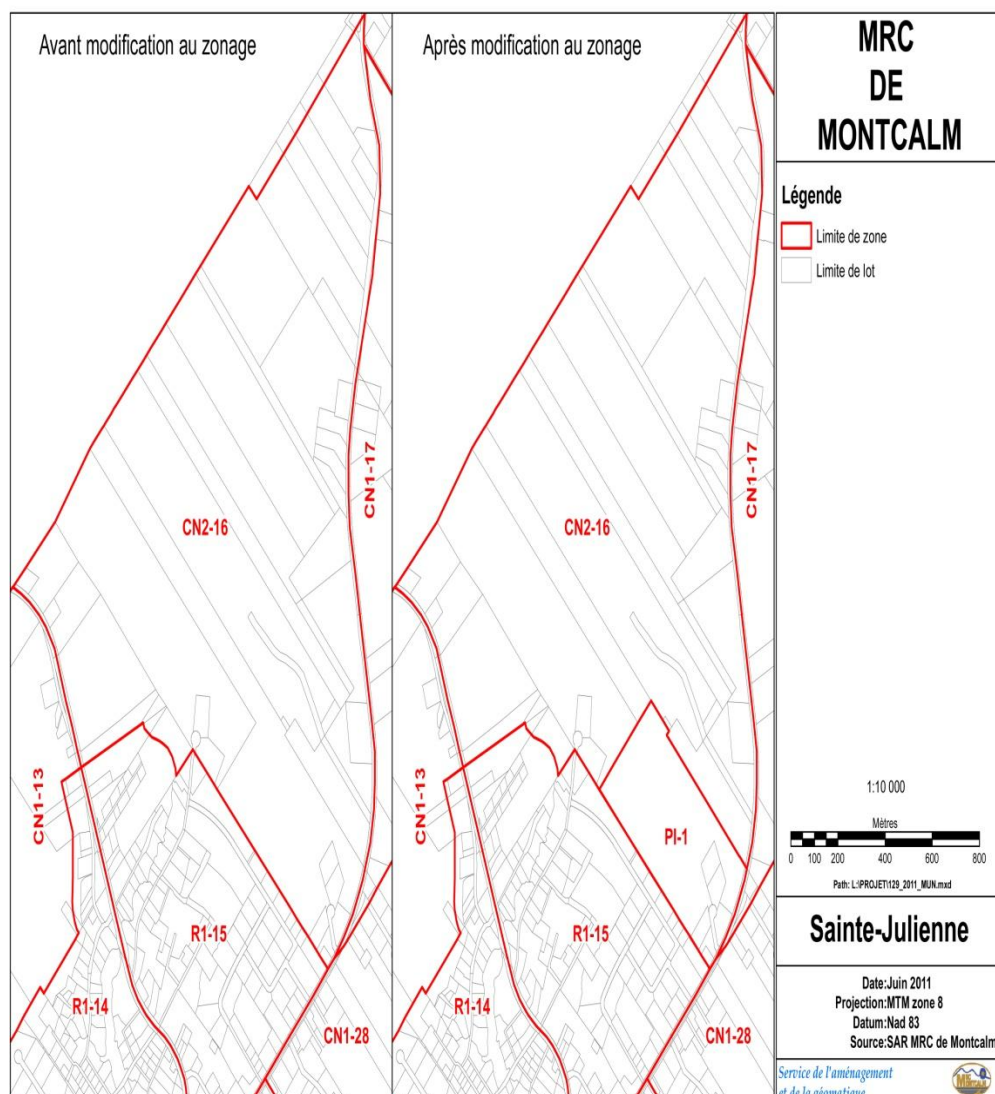 Avant modification au zonage
CN2-16
CN1-17
CN1-13
R1-15
R1-14
CN1-28
Après modification au zonage
CN2-16
CN1-17
CN1-13
PI-1
R1-15
R1-14
CN1-28
MRC
DE
MONTCALM
Légende
Limite de zone
Limite de lot
1:10 000
Mètres
0 100 200 400 600 800
Path: L:\PROJET\129_2011_MUN.mxd
Sainte-Julienne
Date:Juin 2011
Projection:MTM zone 8
Datum:Nad 83
Source:SAR MRC de Montcalm
Service de l'aménagement
et de la géomatique